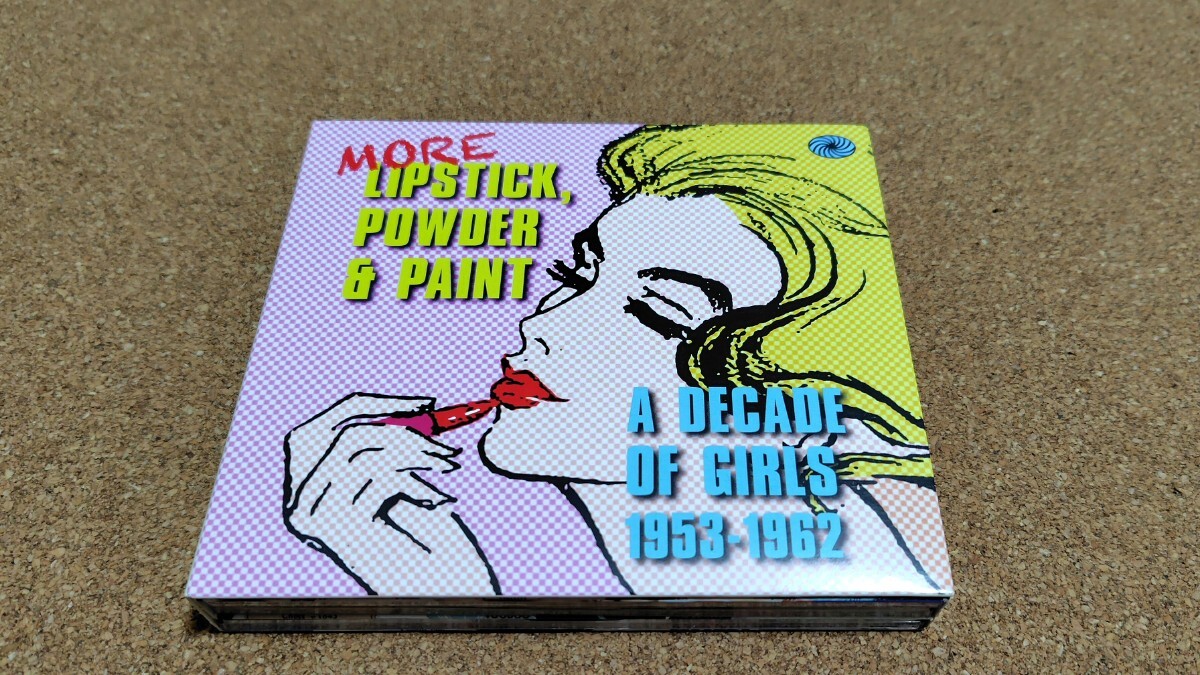 MORE
LIPSTICK,
POWDER
& PAINT
A DECADE
OF GIRLS
1953-1962